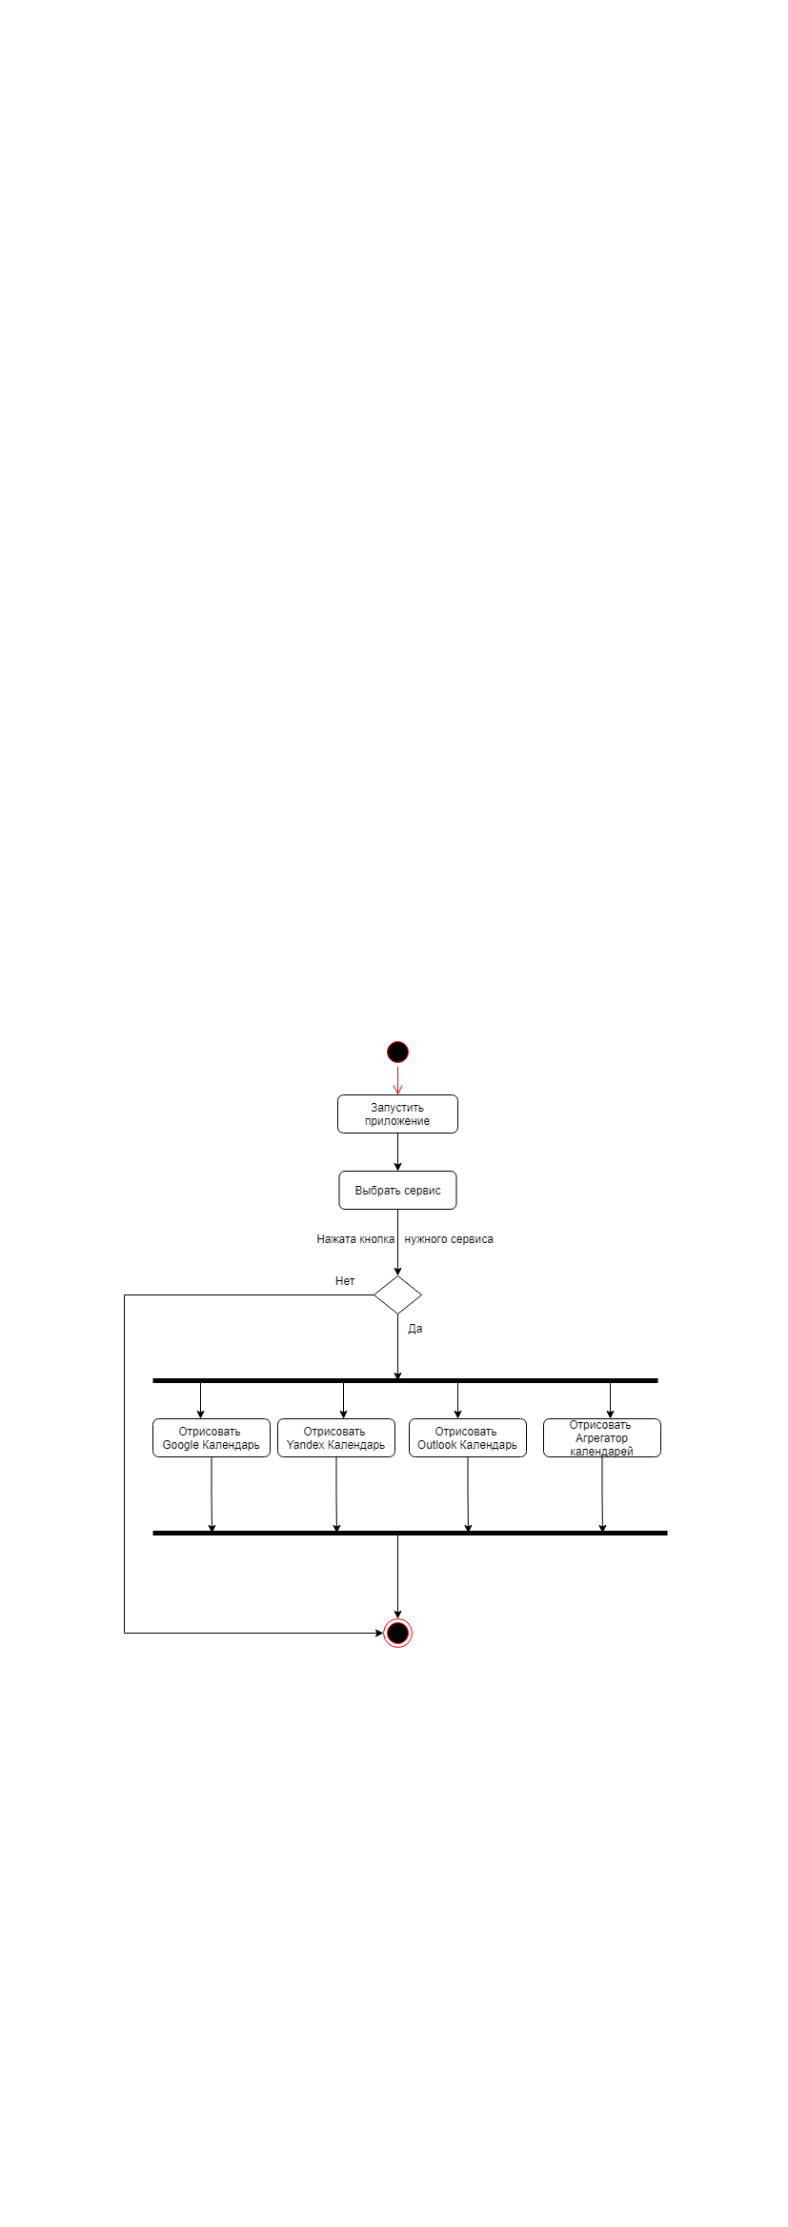 Запустить
приложение
Выбрать сервис
Нажата кнопка нужного сервиса
Нет
Да
Отрисовать
Google Календарь
Отрисовать
Yandex Календарь
Отрисовать
Outlook Календарь
Отрисовать
Агрегатор
календарей